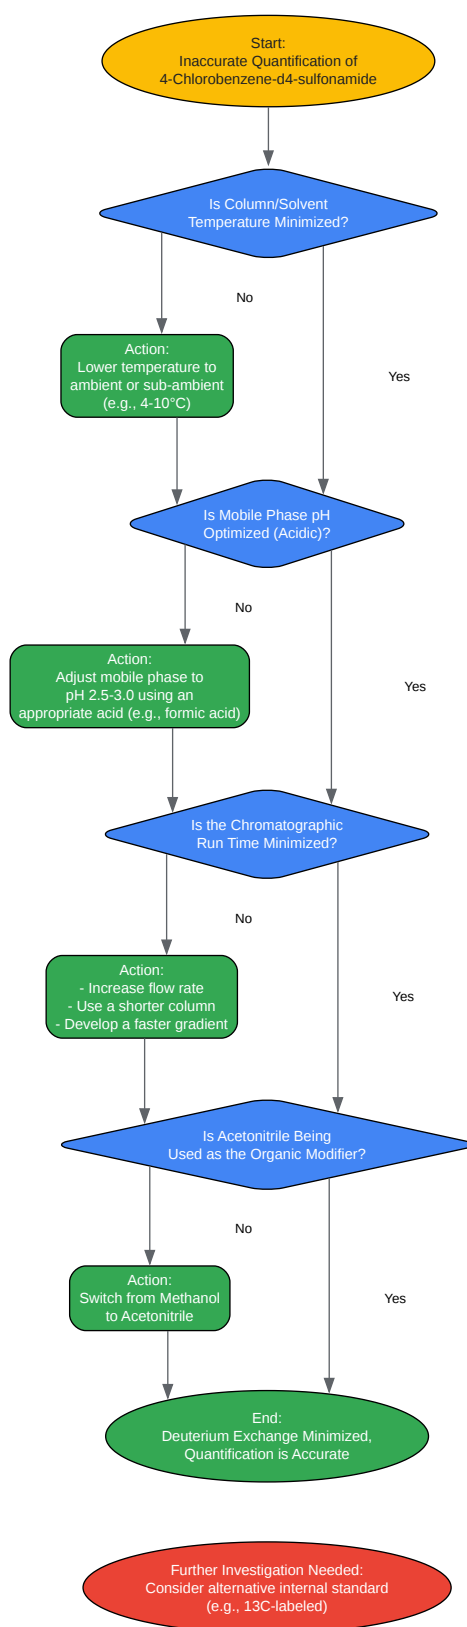 Start:
Inaccurate Quantification of
4-Chlorobenzene-d4-sulfonamide
Is Column/Solvent
Temperature Minimized?
No
Action:
Lower temperature to
ambient or sub-ambient
(e.g., 4-10°C)
Yes
Is Mobile Phase pH
Optimized (Acidic)?
No
Action:
Adjust mobile phase to
pH 2.5-3.0 using an
appropriate acid (e.g., formic acid)
Yes
Is the Chromatographic
Run Time Minimized?
No
Action:
- Increase flow rate
- Use a shorter column
- Develop a faster gradient
Yes
Is Acetonitrile Being
Used as the Organic Modifier?
No
Action:
Switch from Methanol
to Acetonitrile
Yes
End:
Deuterium Exchange Minimized,
Quantification is Accurate
Further Investigation Needed:
Consider alternative internal standard
(e.g., 13C-labeled)